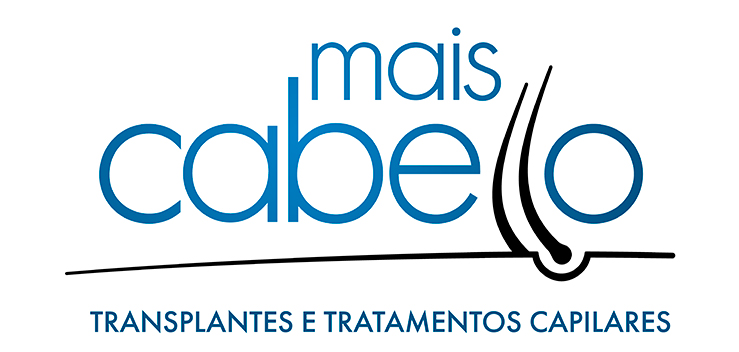 mais
cabello
TRANSPLANTES E TRATAMENTOS CAPILARES